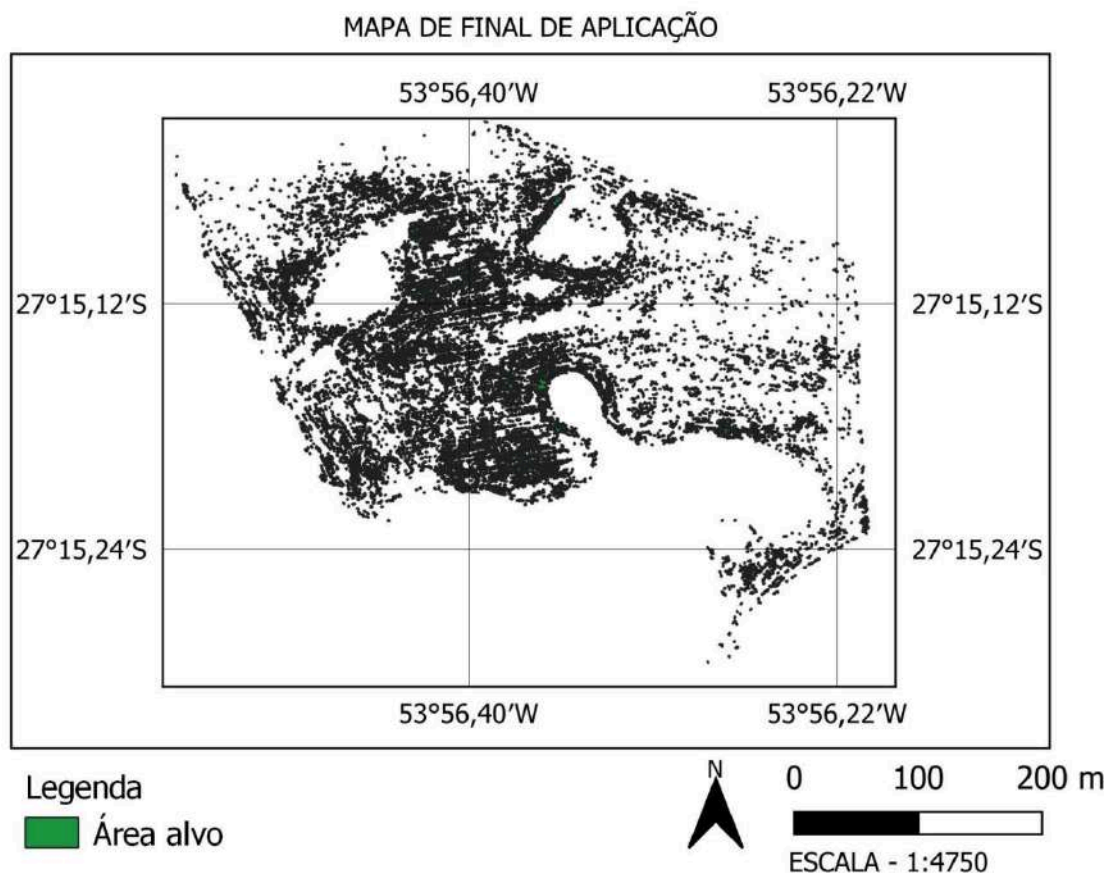 MAPA DE FINAL DE APLICAÇÃO
53°56,40′W 53°56,22′W
27°15,12′S 27°15,12′S
27°15,24′S 27°15,24′S
53°56,40′W 53°56,22′W
Legenda
Área alvo
N
0 100 200 m
ESCALA - 1:4750